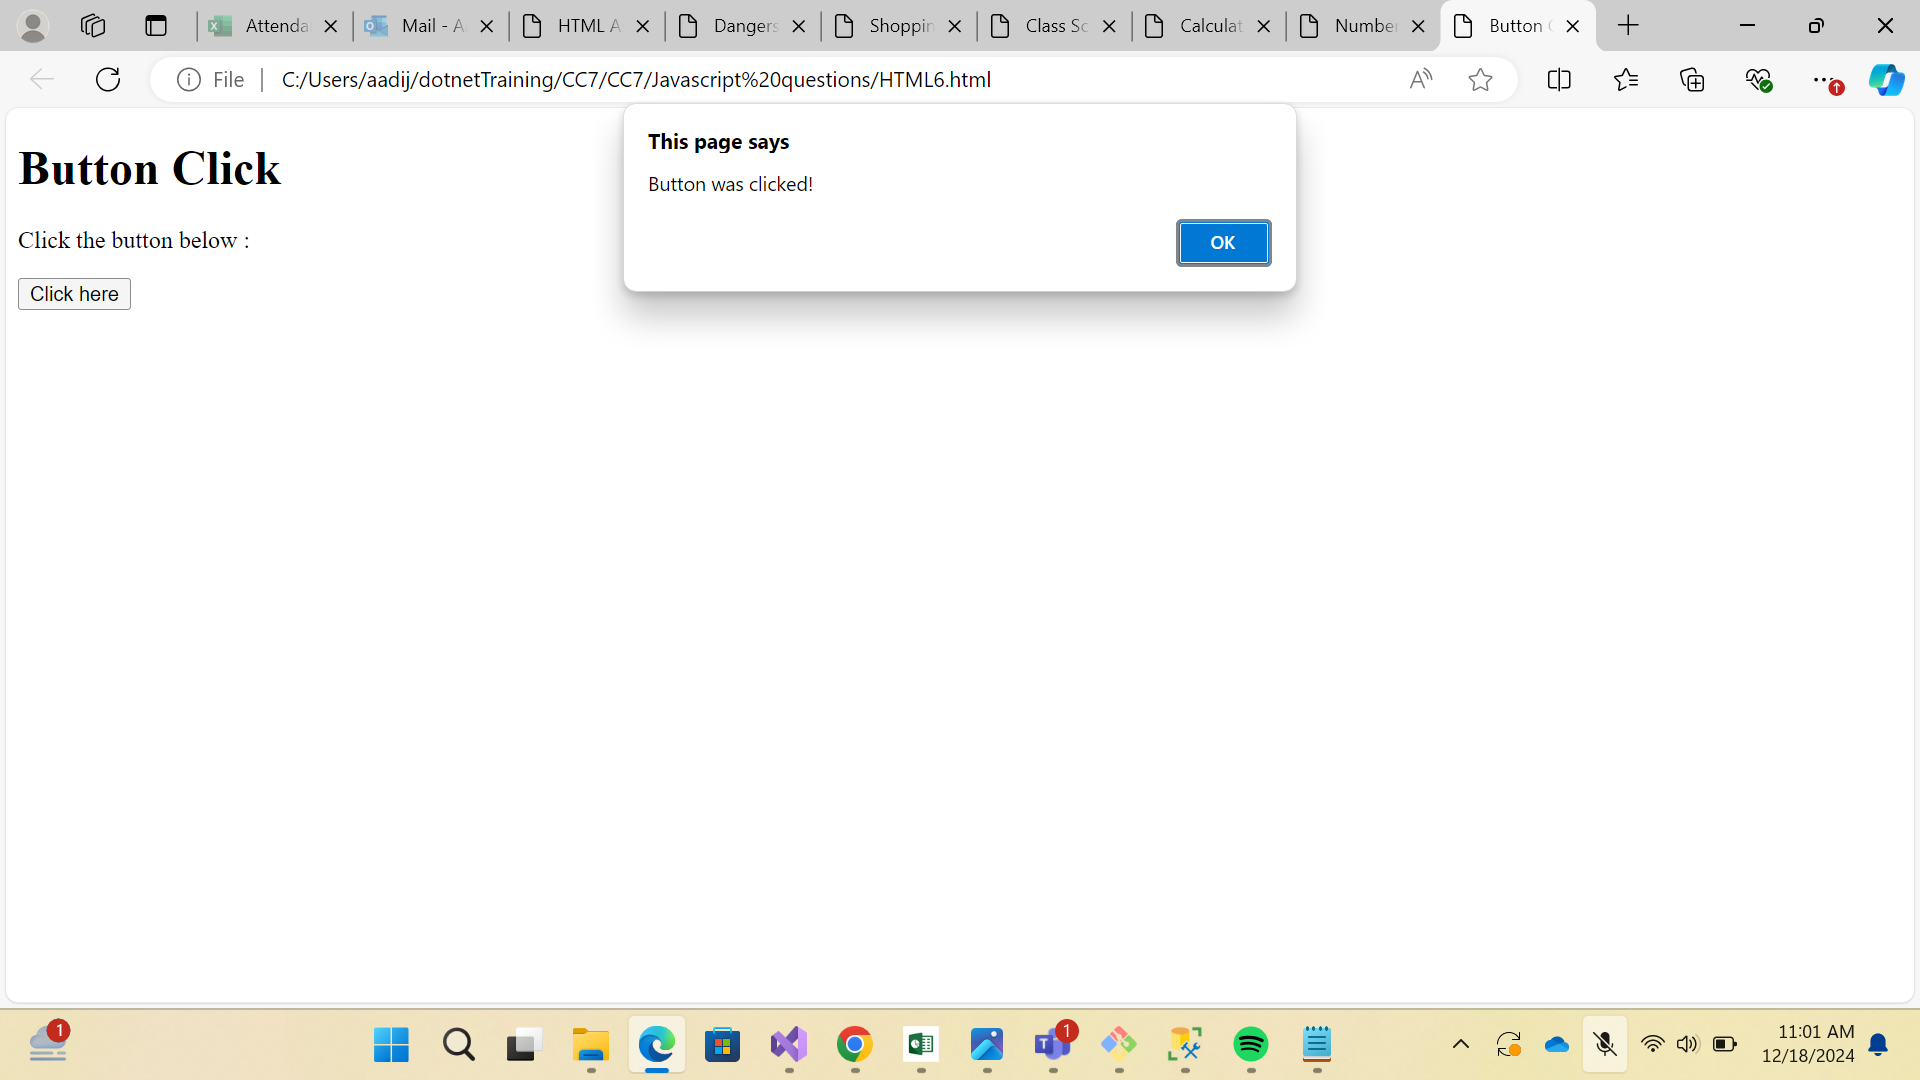 Attenda
Mail - A
HTML A
Dangers
Shoppin
Class Sc
Calculat
Number
Button
File
C:/Users/aadij/dotnetTraining/CC7/CC7/Javascript%20questions/HTML6.html
This page says
Button was clicked!
OK
Button Click
Click the button below :
Click here
1
1
11:01 AM
12/18/2024